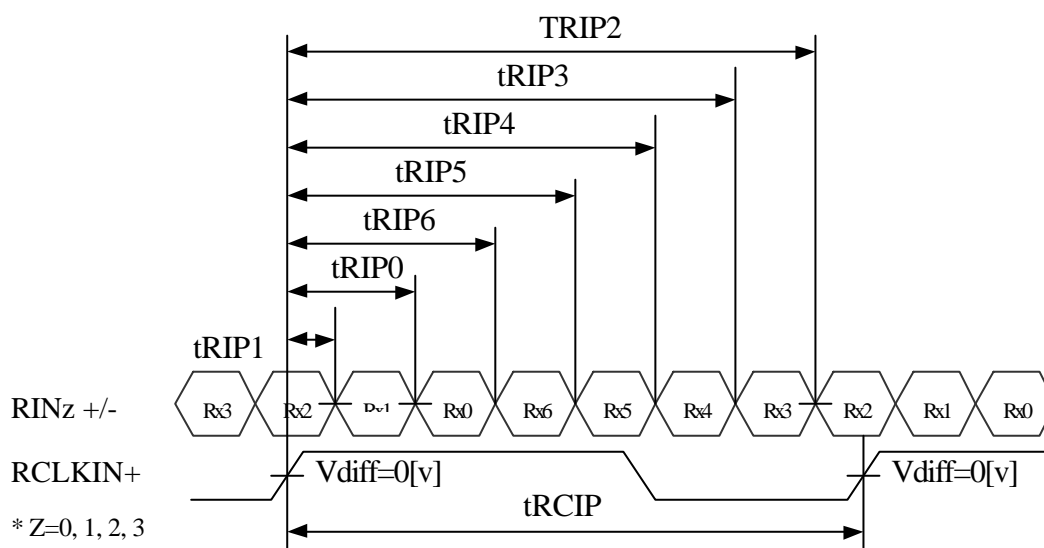 TRIP2
tRIP3
tRIP4
tRIP5
tRIP6
tRIP0
tRIP1
RINz +/- Rx3 Rx2 Rx1 Rx0 Rx6 Rx5 Rx4 Rx3 Rx2 Rx1 Rx0
RCLKIN+ Vdiff=0[v] Vdiff=0[v]
tRCIP
* Z=0, 1, 2, 3